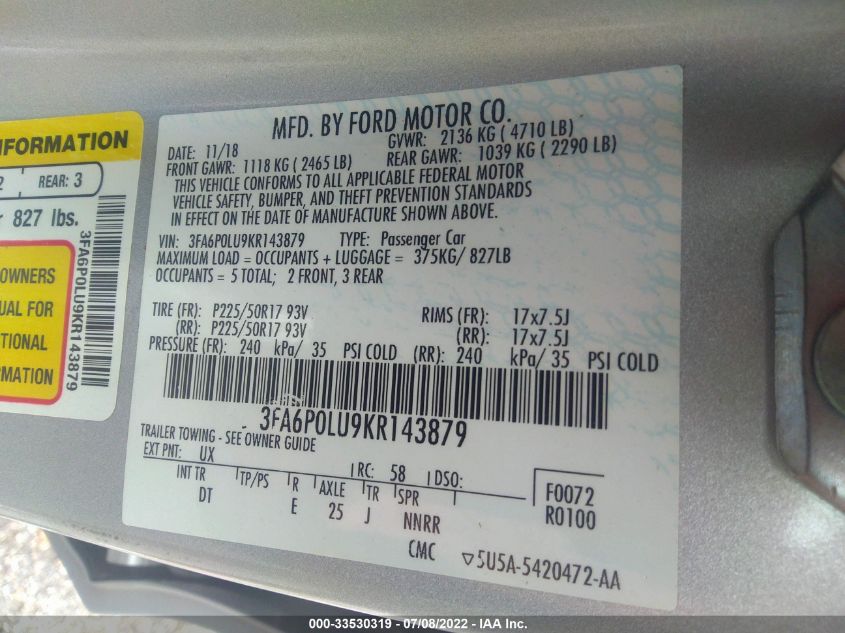 NFORMATION
2 REAR: 3
r 827 lbs.
3FA6P0LU9KR143879
OWNERS
UAL FOR
TIONAL
RMATION
MFD. BY FORD MOTOR CO.
DATE: 11/18 GVWR: 2136 KG ( 4710 LB)
FRONT GAWR: 1118 KG ( 2465 LB) REAR GAWR: 1039 KG ( 2290 LB)
THIS VEHICLE CONFORMS TO ALL APPLICABLE FEDERAL MOTOR
VEHICLE SAFETY, BUMPER, AND THEFT PREVENTION STANDARDS
IN EFFECT ON THE DATE OF MANUFACTURE SHOWN ABOVE.
VIN: 3FA6P0LU9KR143879 TYPE: Passenger Car
MAXIMUM LOAD = OCCUPANTS + LUGGAGE = 375KG/ 827LB
OCCUPANTS = 5 TOTAL; 2 FRONT, 3 REAR
TIRE (FR): P225/50R17 93V RIMS (FR): 17x7.5J
(RR): P225/50R17 93V (RR): 17x7.5J
PRESSURE (FR): 240 kPa/ 35 PSI COLD (RR): 240 kPa/ 35 PSI COLD
3FA6P0LU9KR143879
TRAILER TOWING - SEE OWNER GUIDE
EXT PNT: UX RC: 58 DSO: F0072
INT TR TP/PS R AXLE TR SPR R0100
DT E 25 J NNRR
CMC ▽5U5A-5420472-AA
000-33530319 - 07/08/2022 - IAA Inc.